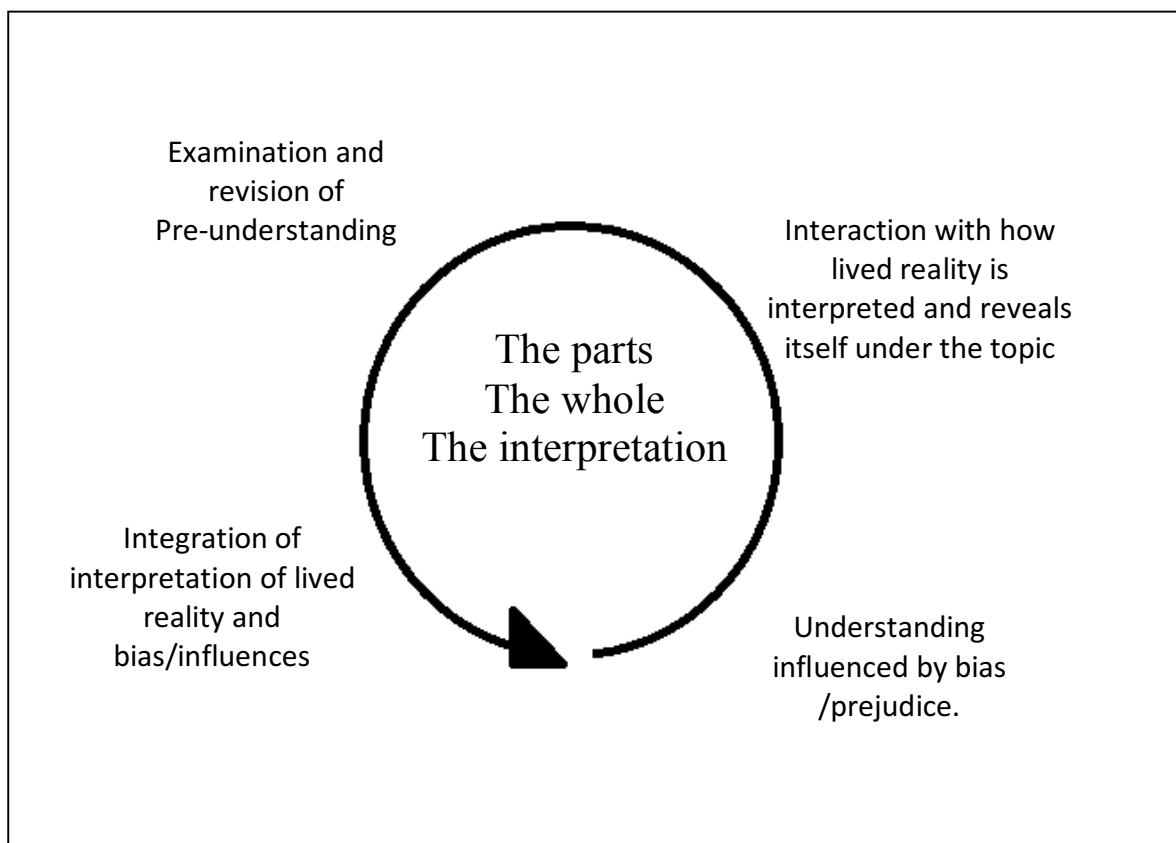 Examination and
revision of
Pre-understanding
Interaction with how
lived reality is
interpreted and reveals
itself under the topic
The parts
The whole
The interpretation
Integration of
interpretation of lived
reality and
bias/influences
Understanding
influenced by bias
/prejudice.